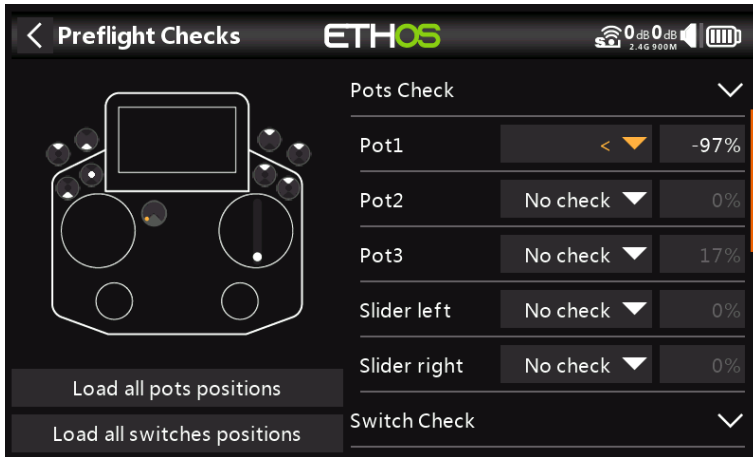 Preflight Checks
ETHOS
0dB 0dB
2.4G 900M
Pots Check
Pot1 < -97%
Pot2 No check 0%
Pot3 No check 17%
Slider left No check 0%
Slider right No check 0%
Switch Check
Load all pots positions
Load all switches positions